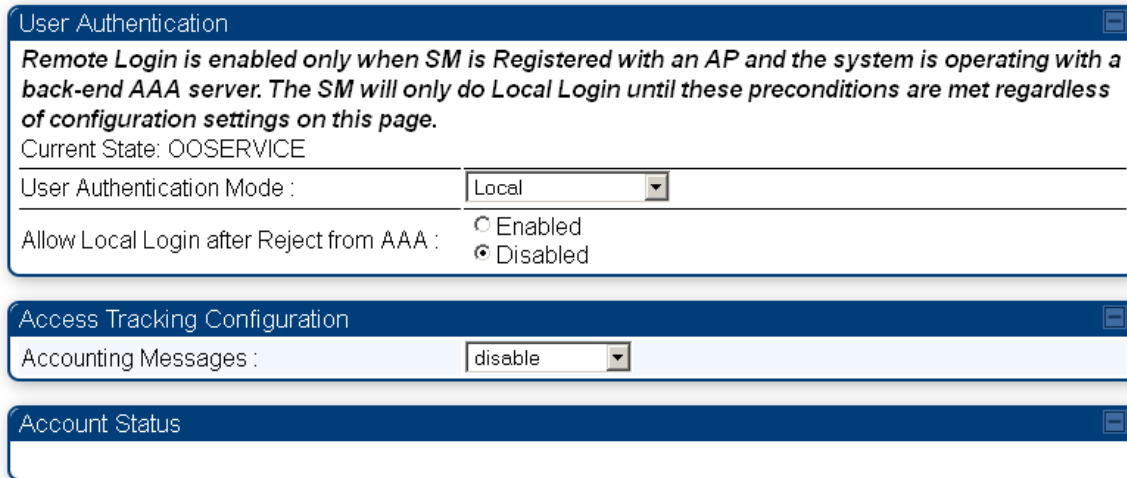 User Authentication
Remote Login is enabled only when SM is Registered with an AP and the system is operating with a
back-end AAA server. The SM will only do Local Login until these preconditions are met regardless
of configuration settings on this page.
Current State: OOSERVICE
User Authentication Mode : Local
Allow Local Login after Reject from AAA : Enabled
Disabled
Access Tracking Configuration
Accounting Messages : disable
Account Status